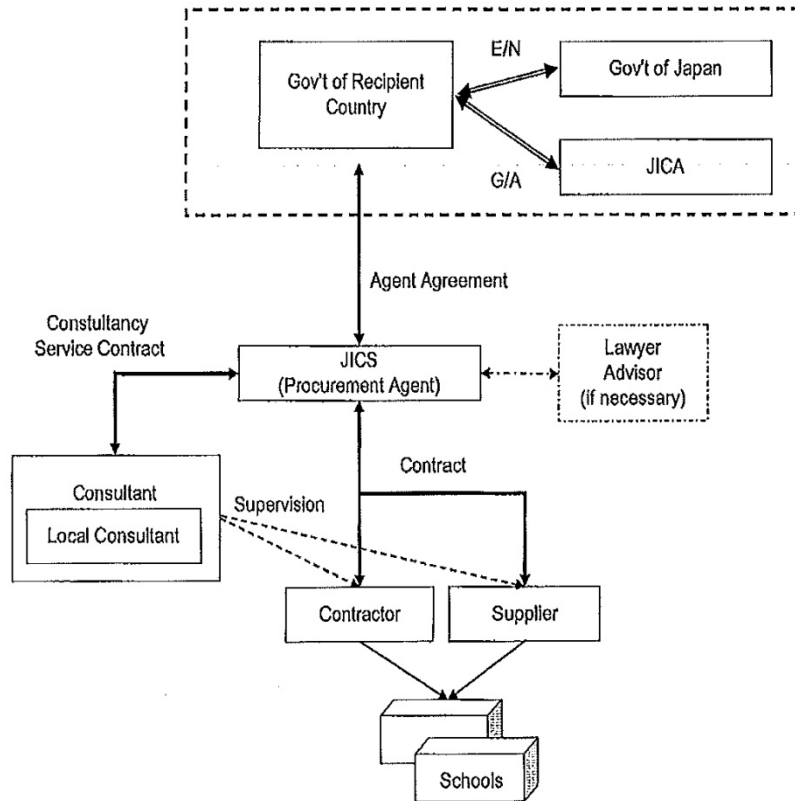 E/N
Gov't of Recipient
Country
Gov't of Japan
G/A
JICA
Agent Agreement
Constultancy
Service Contract
JICS
(Procurement Agent)
Lawyer
Advisor
(if necessary)
Contract
Consultant
Local Consultant
Supervision
Contractor
Supplier
Schools